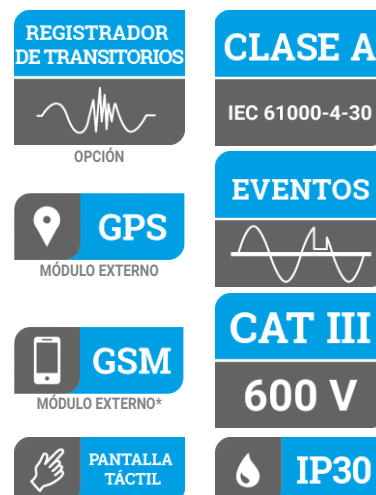 REGISTRADOR
DE TRANSITORIOS
OPCIÓN
CLASE A
IEC 61000-4-30
GPS
MÓDULO EXTERNO
EVENTOS
GSM
MÓDULO EXTERNO*
CAT III
600 V
PANTALLA
TÁCTIL
IP30